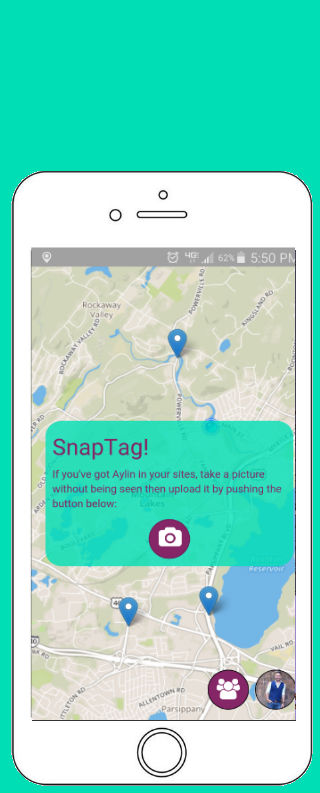 4G 62% 5:50 PM
Rockaway
Valley
POWERVILLE RD
KINGSLAND RD
ROCKAWAY VALLEY RD
SnapTag!
If you've got Aylin in your sites, take a picture
without being seen then upload it by pushing the
button below:
Lakes
Reservoir
VAIL RD
ALLENTOWN RD
Parsippany